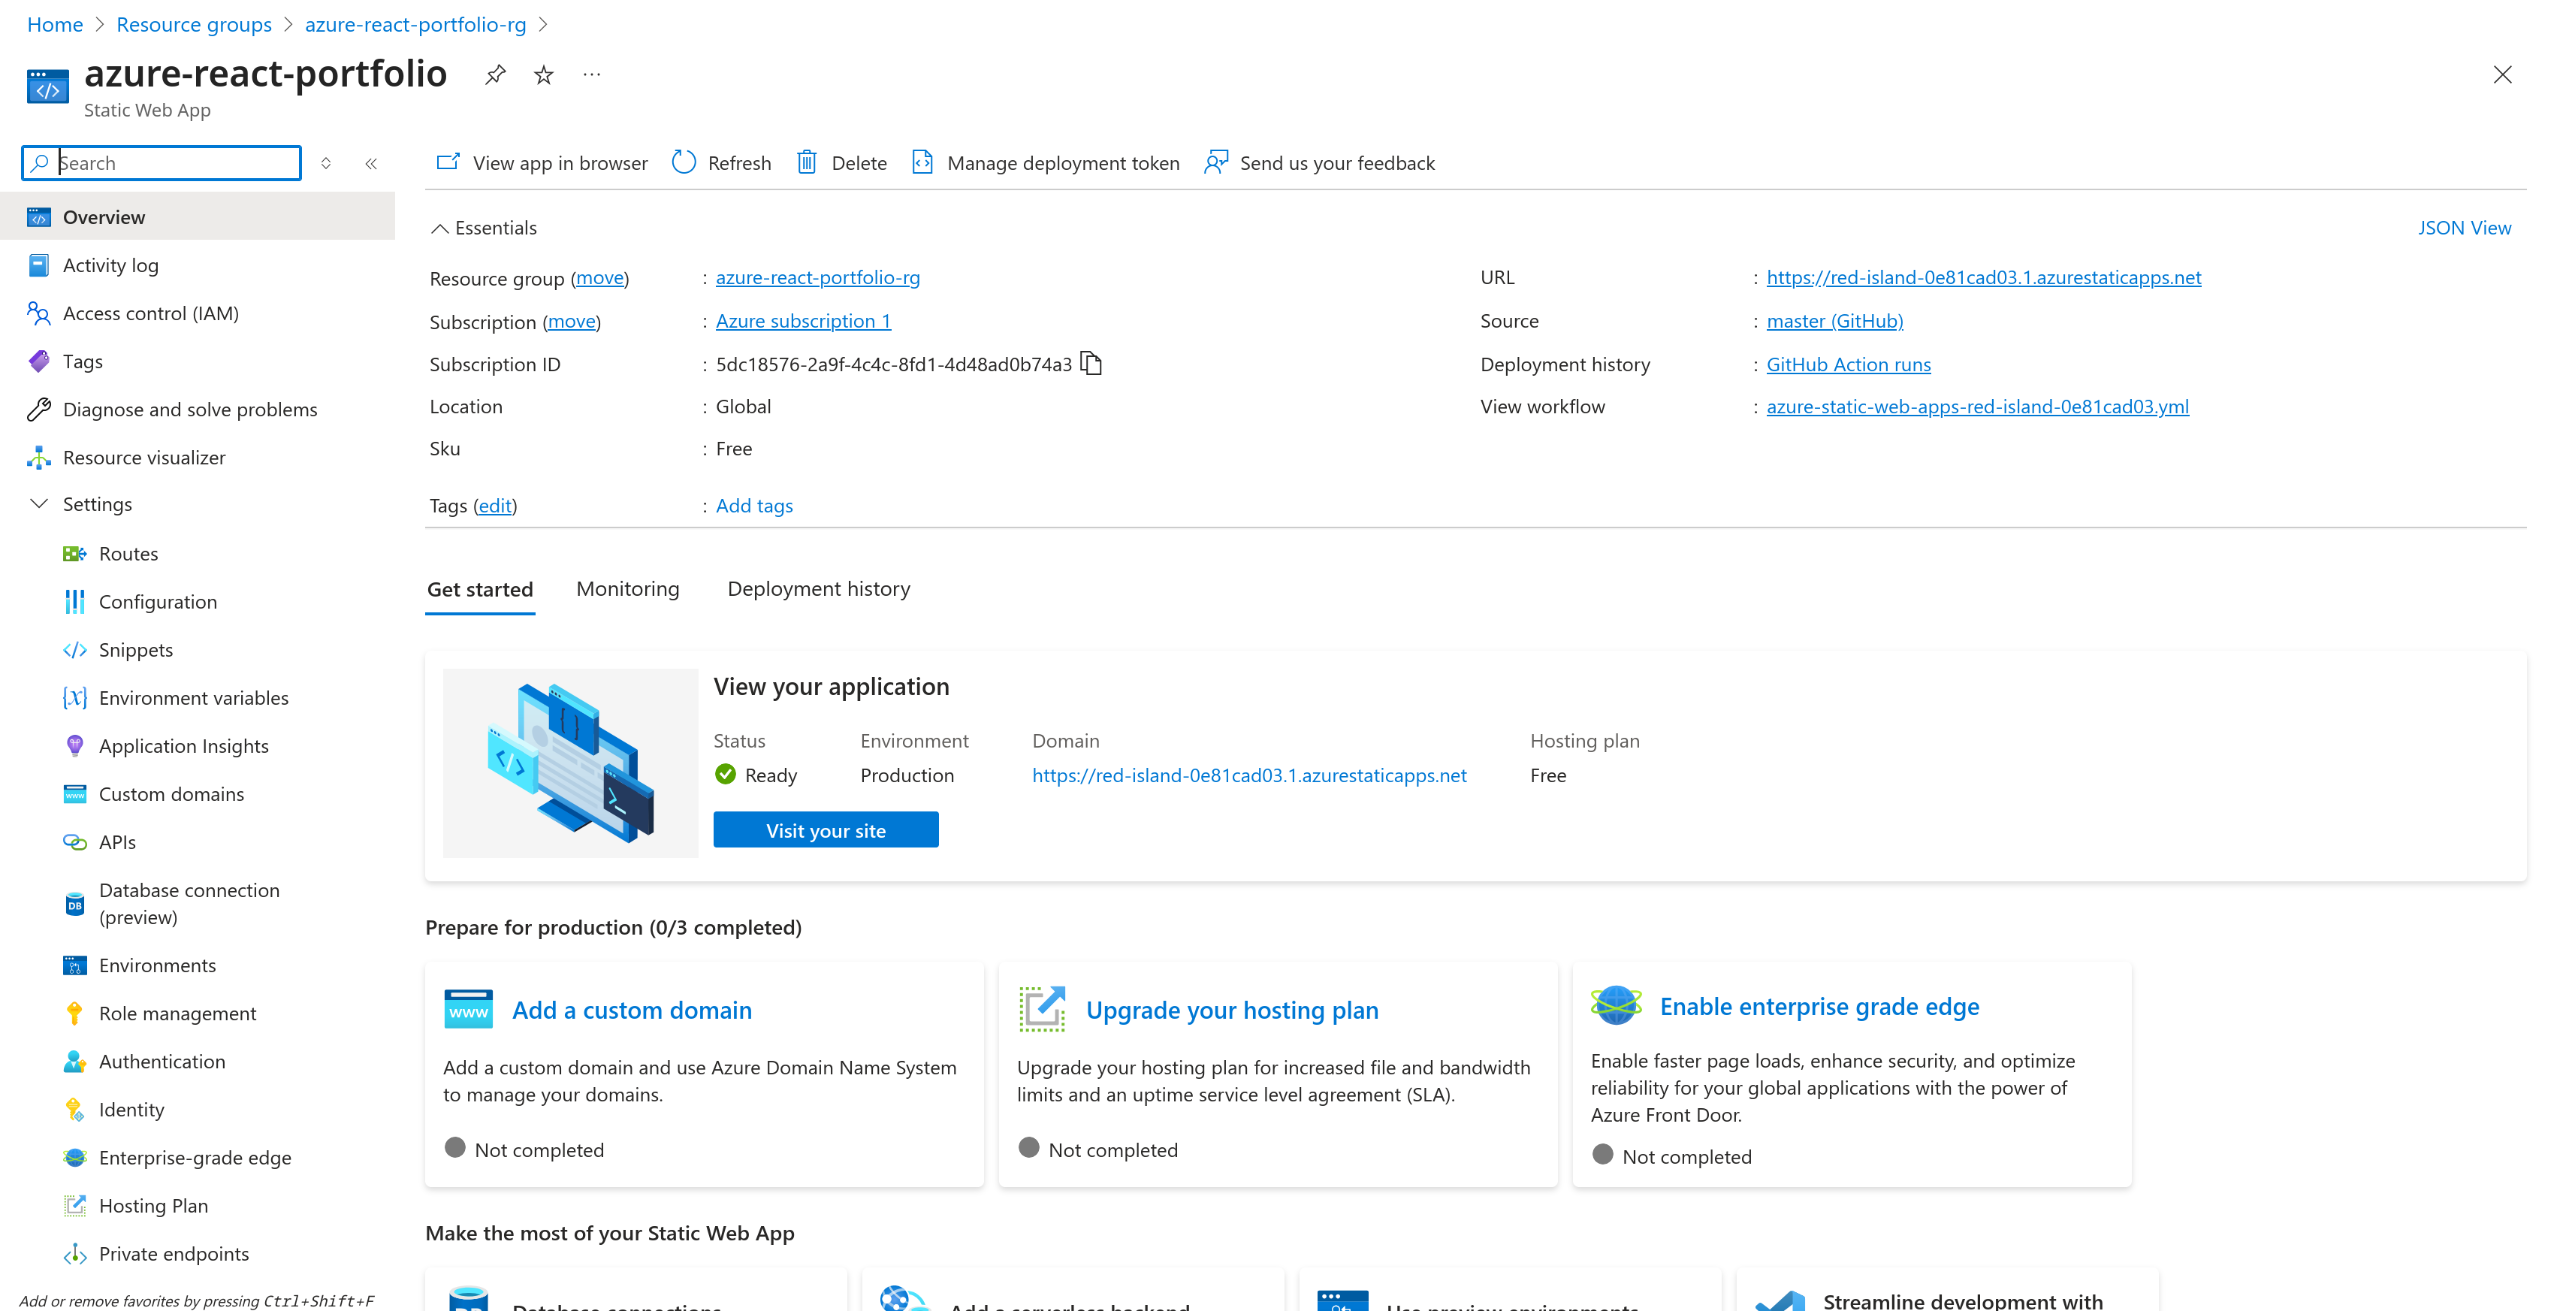 Home > Resource groups > azure-react-portfolio-rg >
azure-react-portfolio
Static Web App
Search
View app in browser Refresh Delete Manage deployment token Send us your feedback
Overview
Activity log
Access control (IAM)
Tags
Diagnose and solve problems
Resource visualizer
Settings
Routes
Configuration
Snippets
Environment variables
Application Insights
Custom domains
APIs
Database connection
(preview)
Environments
Role management
Authentication
Identity
Enterprise-grade edge
Hosting Plan
Private endpoints
Add or remove favorites by pressing Ctrl+Shift+F
Essentials
JSON View
Resource group (move) : azure-react-portfolio-rg
Subscription (move) : Azure subscription 1
Subscription ID : 5dc18576-2a9f-4c4c-8fd1-4d48ad0b74a3
Location : Global
Sku : Free
Tags (edit) : Add tags
URL : https://red-island-0e81cad03.1.azurestaticapps.net
Source : master (GitHub)
Deployment history : GitHub Action runs
View workflow : azure-static-web-apps-red-island-0e81cad03.yml
Get started Monitoring Deployment history
View your application
Status Environment Domain Hosting plan
Ready Production https://red-island-0e81cad03.1.azurestaticapps.net Free
Visit your site
Prepare for production (0/3 completed)
Add a custom domain
Add a custom domain and use Azure Domain Name System
to manage your domains.
Not completed
Upgrade your hosting plan
Upgrade your hosting plan for increased file and bandwidth
limits and an uptime service level agreement (SLA).
Not completed
Enable enterprise grade edge
Enable faster page loads, enhance security, and optimize
reliability for your global applications with the power of
Azure Front Door.
Not completed
Make the most of your Static Web App
Database connections
Add a serverless backend
Use preview environments
Streamline development with